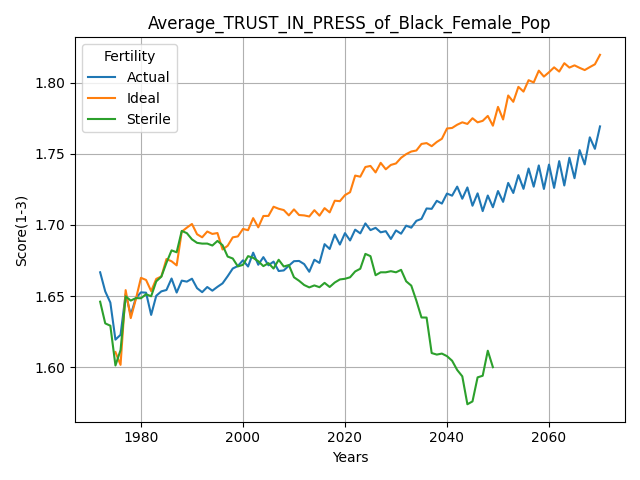 Average_TRUST_IN_PRESS_of_Black_Female_Pop
Fertility
Actual
Ideal
Sterile
Score(1-3)
1.80
1.75
1.70
1.65
1.60
1980
2000
2020
2040
2060
Years